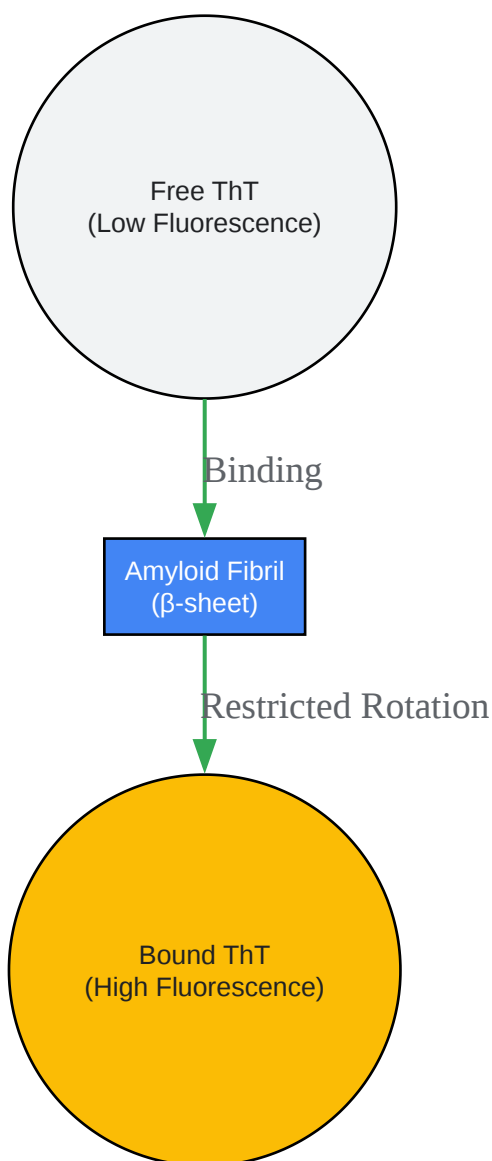 Free ThT
(Low Fluorescence)
Binding
Amyloid Fibril
(β-sheet)
Restricted Rotation
Bound ThT
(High Fluorescence)